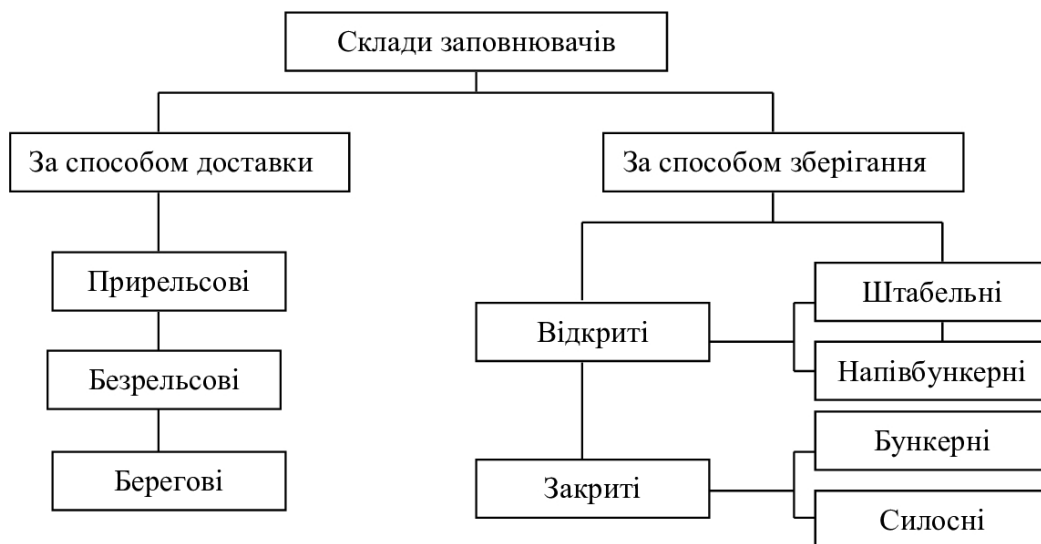 Склади заповнювачів
За способом доставки
За способом зберігання
Прирельсові
Безрельсові
Берегові
Відкриті
Закриті
Штабельні
Напівбункерні
Бункерні
Силосні